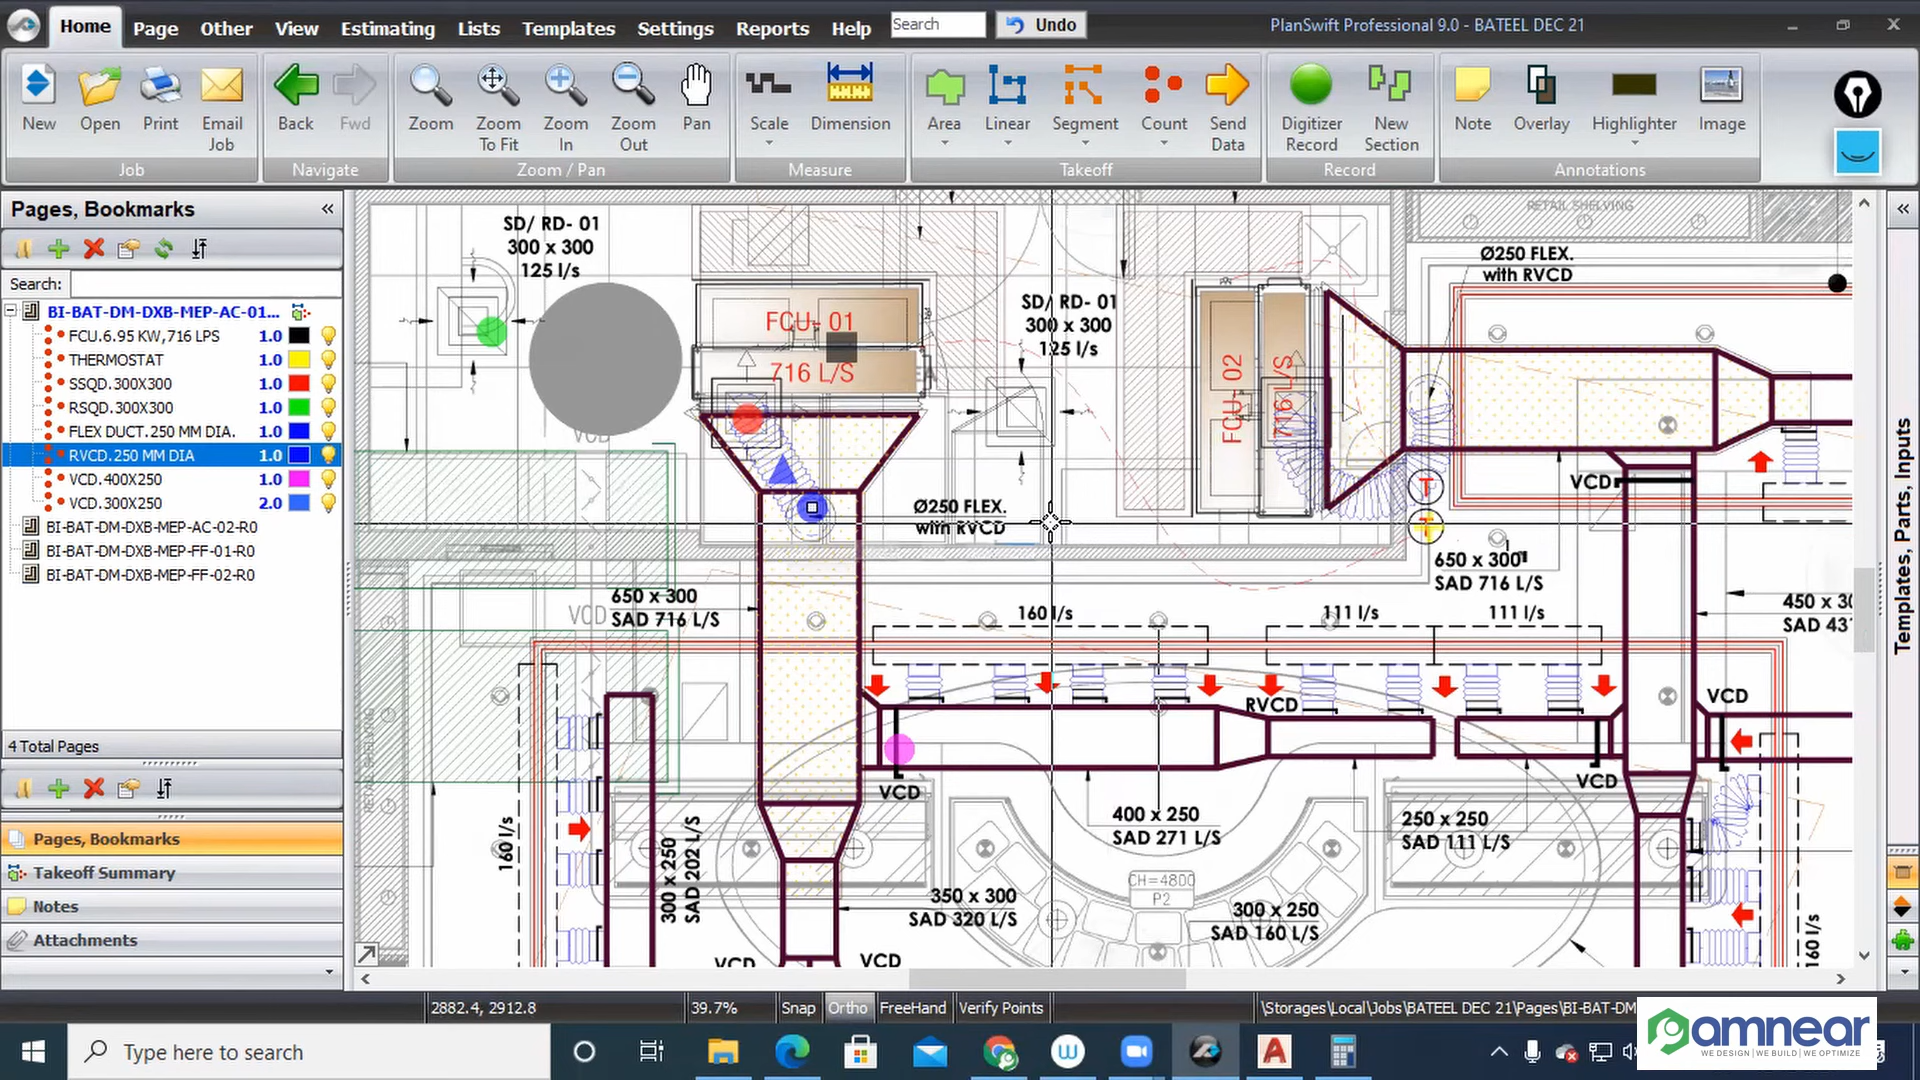 Home
Page
Other
View
Estimating
Lists
Templates
Settings
Reports
Help
Search
Undo
PlanSwift Professional 9.0 - BATEEL DEC 21
New
Open
Print
Email
Job
Back
Fwd
Zoom
Zoom
To Fit
Zoom
In
Zoom
Out
Pan
Scale
Dimension
Area
Linear
Segment
Count
Send
Data
Digitizer
Record
New
Section
Note
Overlay
Highlighter
Image
Job
Navigate
Zoom / Pan
Measure
Takeoff
Record
Annotations
Pages, Bookmarks
Search:
BI-BAT-DM-DXB-MEP-AC-01...
FCU.6.95 KW,716 LPS 1.0
THERMOSTAT 1.0
SSQD.300X300 1.0
RSQD.300X300 1.0
FLEX DUCT.250 MM DIA. 1.0
RVCD.250 MM DIA 1.0
VCD.400X250 1.0
VCD.300X250 2.0
BI-BAT-DM-DXB-MEP-AC-02-R0
BI-BAT-DM-DXB-MEP-FF-01-R0
BI-BAT-DM-DXB-MEP-FF-02-R0
4 Total Pages
Pages, Bookmarks
Takeoff Summary
Notes
Attachments
SD/ RD- 01
300 x 300
125 l/s
FCU- 01
716 L/S
SD/ RD- 01
300 x 300
125 l/s
FCU- 02
716 L/S
RETAIL SHELVING
Ø250 FLEX.
with RVCD
VCD
Ø250 FLEX.
with RVCD
VCD
T
T
650 x 300
SAD 716 L/S
650 x 300
SAD 716 L/S
VCD
160 l/s
111 l/s
111 l/s
450 x 30
SAD 431
RVCD
VCD
VCD
VCD
400 x 250
SAD 271 L/S
250 x 250
SAD 111 L/S
160 l/s
300 x 250
SAD 202 L/S
CH=4800
P2
350 x 300
SAD 320 L/S
300 x 250
SAD 160 L/S
160 l/s
VCD
VCD
RETAIL SHELVING
Templates, Parts, Inputs
2882.4, 2912.8
39.7%
Snap
Ortho
FreeHand
Verify Points
\Storages\Local\Jobs\BATEEL DEC 21\Pages\BI-BAT-DM
Type here to search
amnear
WE DESIGN | WE BUILD | WE OPTIMIZE